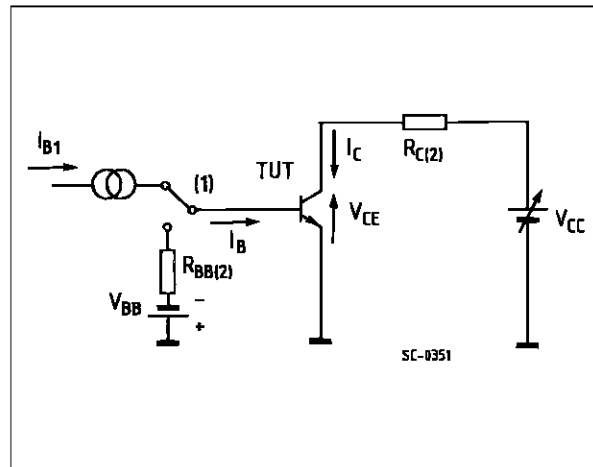 I_B1
(1)
TUT
I_C
R_C(2)
I_B
V_CE
V_CC
R_BB(2)
V_BB
−
+
SC-0351